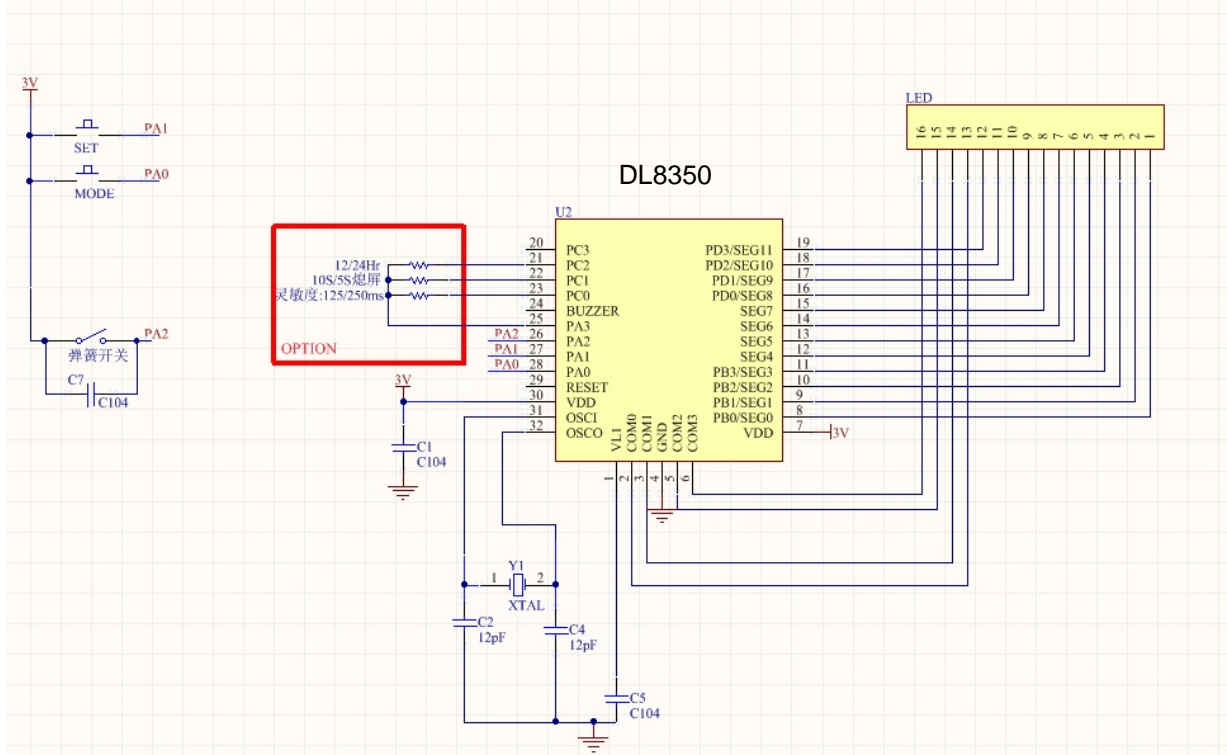 3V
PA1
SET
PA0
MODE
PA2
弹簧开关
C7
C104
12/24Hr
10S/5S熄屏
灵敏度:125/250ms
OPTION
3V
C1
C104
DL8350
U2
20 PC3
21 PC2
22 PC1
23 PC0
24 BUZZER
25 PA3
PA2 26 PA2
PA1 27 PA1
PA0 28 PA0
29 RESET
30 VDD
31 OSCI
32 OSCO
PD3/SEG11 19
PD2/SEG10 18
PD1/SEG9 17
PD0/SEG8 16
SEG7 15
SEG6 14
SEG5 13
SEG4 12
PB3/SEG3 11
PB2/SEG2 10
PB1/SEG1 9
PB0/SEG0 8
VDD 7 3V
VL1 COM0 COM1 GND COM2 COM3
1 2 3 4 5 6
LED
16 15 14 13 12 11 10 9 8 7 6 5 4 3 2 1
Y1
1 2
XTAL
C2
12pF
C4
12pF
C5
C104